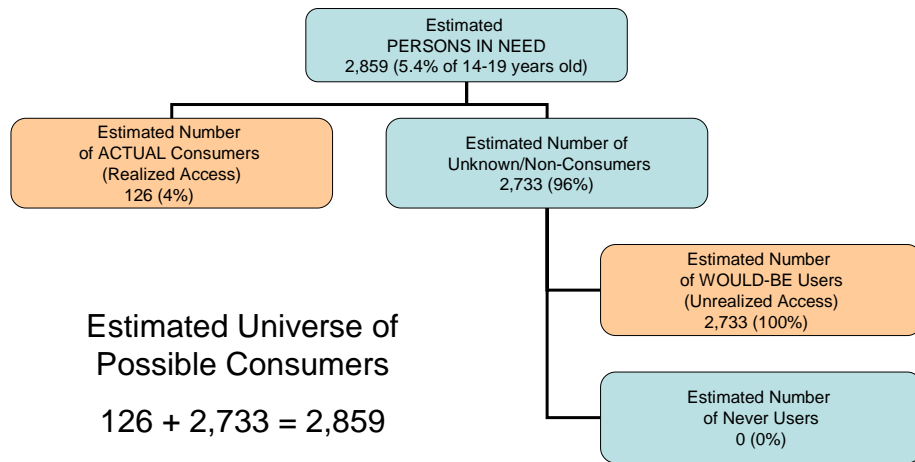 Estimated
PERSONS IN NEED
2,859 (5.4% of 14-19 years old)
Estimated Number
of ACTUAL Consumers
(Realized Access)
126 (4%)
Estimated Number of
Unknown/Non-Consumers
2,733 (96%)
Estimated Number
of WOULD-BE Users
(Unrealized Access)
2,733 (100%)
Estimated Universe of
Possible Consumers
126 + 2,733 = 2,859
Estimated Number
of Never Users
0 (0%)